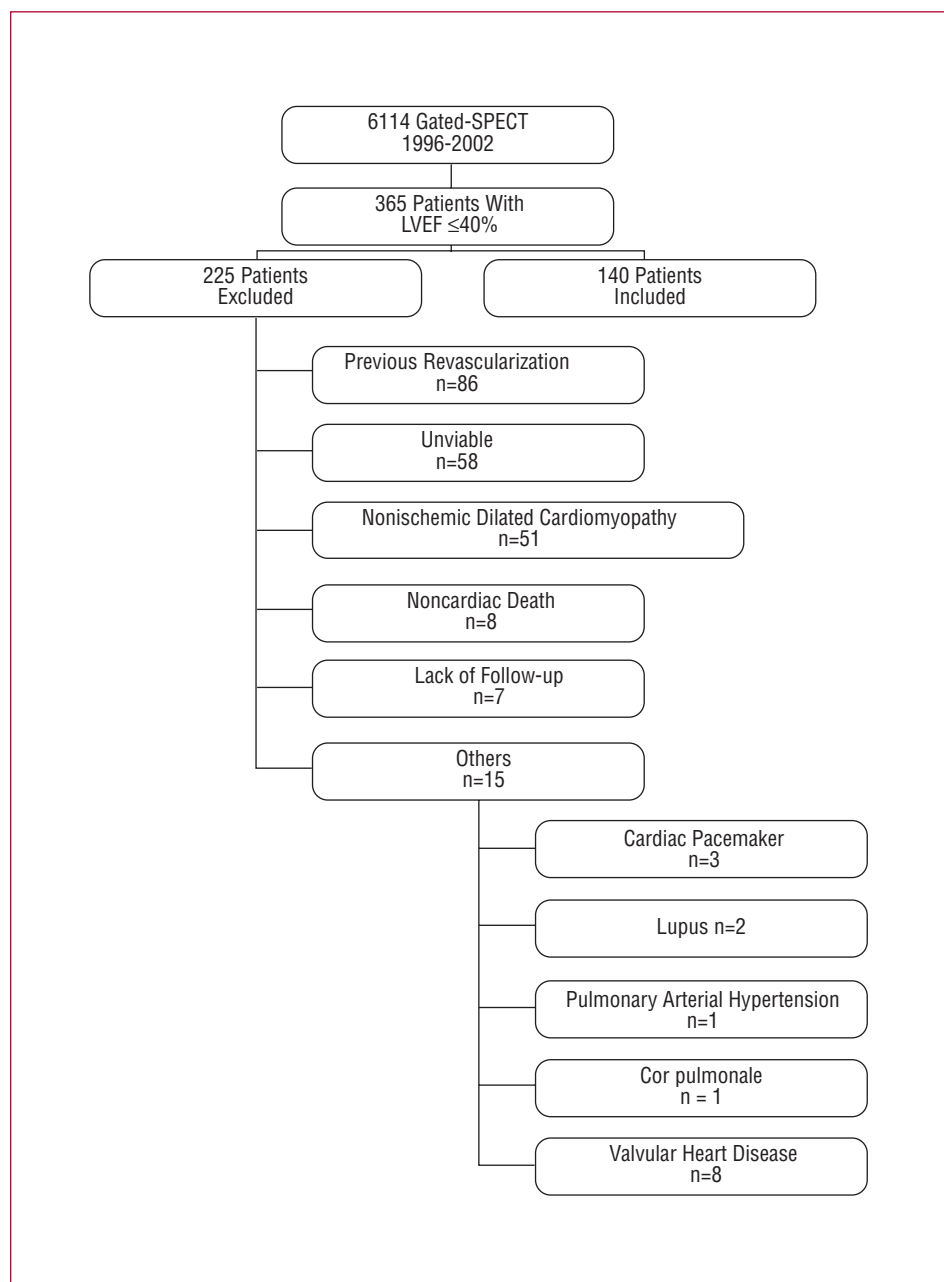 6114 Gated-SPECT
1996-2002
365 Patients With
LVEF ≤40%
225 Patients
Excluded
140 Patients
Included
Previous Revascularization
n=86
Unviable
n=58
Nonischemic Dilated Cardiomyopathy
n=51
Noncardiac Death
n=8
Lack of Follow-up
n=7
Others
n=15
Cardiac Pacemaker
n=3
Lupus n=2
Pulmonary Arterial Hypertension
n=1
Cor pulmonale
n = 1
Valvular Heart Disease
n=8